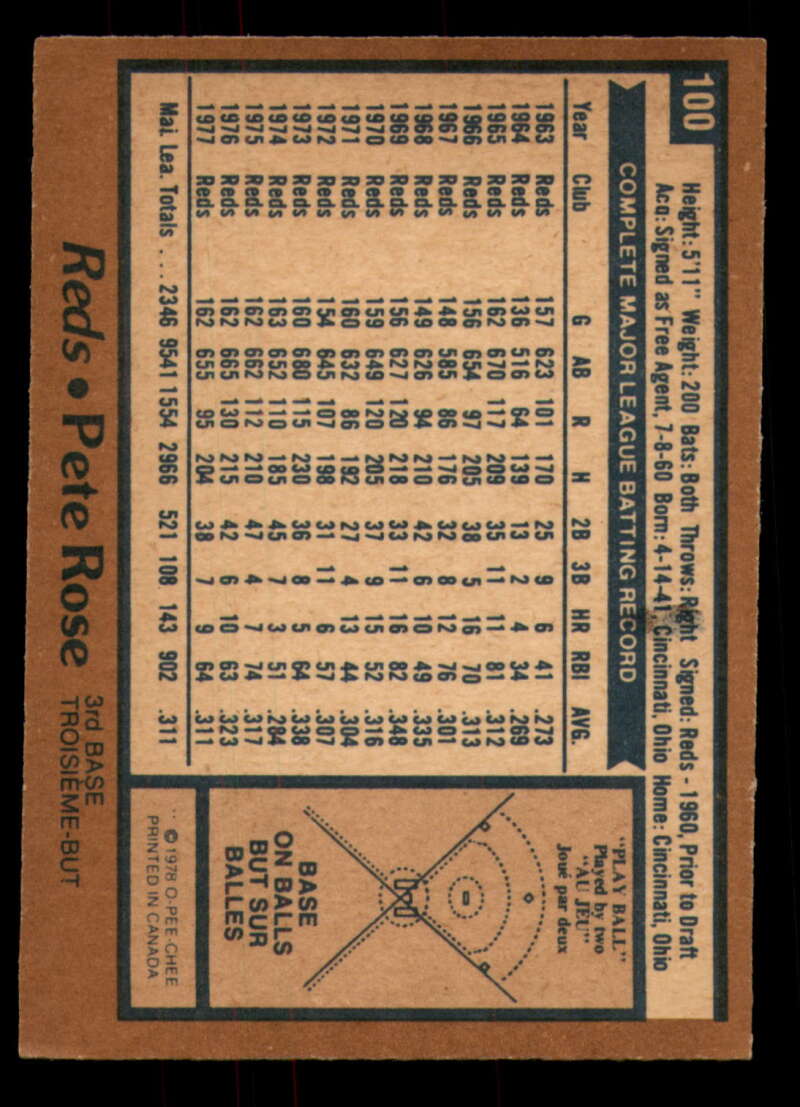 100
Height: 5'11" Weight: 200 Bats: Both Throws: Right Signed: Reds - 1960, Prior to Draft
Acq: Signed as Free Agent, 7-8-60 Born: 4-14-41 Cincinnati, Ohio Home: Cincinnati, Ohio
COMPLETE MAJOR LEAGUE BATTING RECORD
Year Club G AB R H 2B 3B HR RBI AVG.
1963 Reds 157 623 101 170 25 9 6 41 .273
1964 Reds 136 516 64 139 13 2 4 34 .269
1965 Reds 162 670 117 209 35 11 11 81 .312
1966 Reds 156 654 97 205 38 5 16 70 .313
1967 Reds 148 585 86 176 32 8 12 76 .301
1968 Reds 149 626 94 210 42 6 10 49 .335
1969 Reds 156 627 120 218 33 11 16 82 .348
1970 Reds 159 649 120 205 37 9 15 52 .316
1971 Reds 160 632 86 192 27 4 13 44 .304
1972 Reds 154 645 107 198 31 11 6 57 .307
1973 Reds 160 680 115 230 36 8 5 64 .338
1974 Reds 163 652 110 185 45 7 3 51 .284
1975 Reds 162 662 112 210 47 4 7 74 .317
1976 Reds 162 665 130 215 42 6 10 63 .323
1977 Reds 162 655 95 204 38 7 9 64 .311
Maj. Lea. Totals . . . 2346 9541 1554 2966 521 108 143 902 .311
"PLAY BALL"
Played by two
"AU JEU"
Joué par deux
BASE
ON BALLS
BUT SUR
BALLES
©1978 O-PEE-CHEE
PRINTED IN CANADA
Reds • Pete Rose
3rd BASE
TROISIÈME-BUT